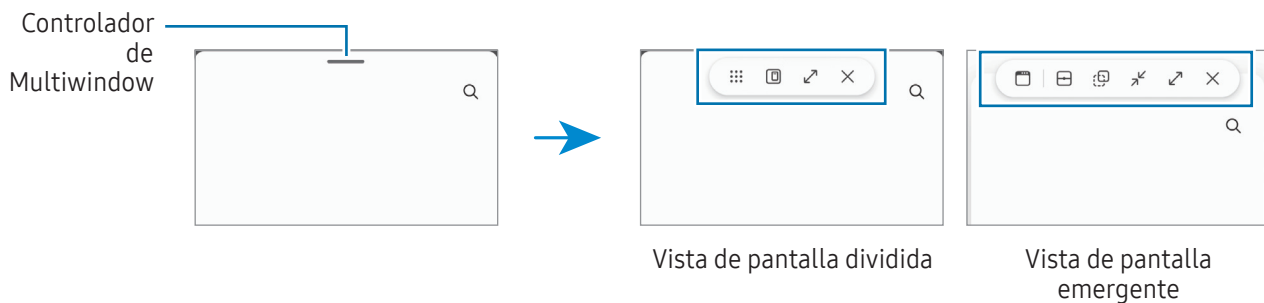 Controlador
de
Multiwindow
Vista de pantalla dividida
Vista de pantalla
emergente